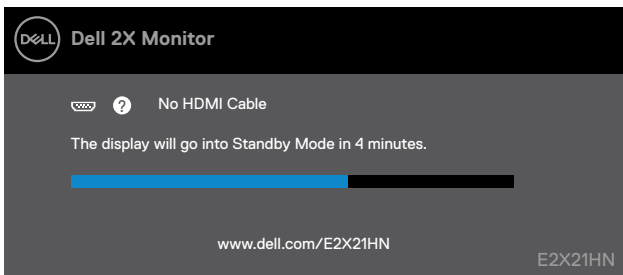 DELL
Dell 2X Monitor
? No HDMI Cable
The display will go into Standby Mode in 4 minutes.
www.dell.com/E2X21HN
E2X21HN